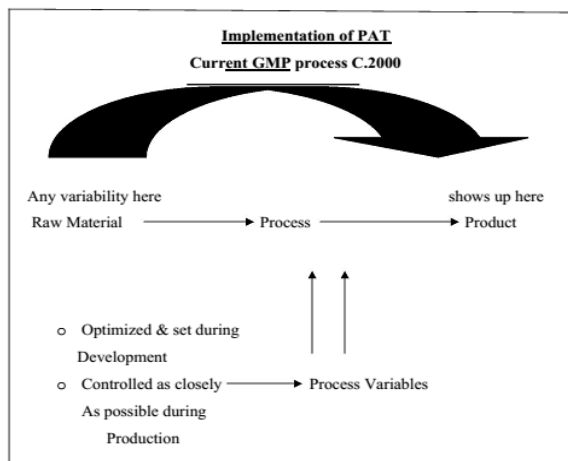 Implementation of PAT
Current GMP process C.2000
Any variability here shows up here
Raw Material Process Product
o Optimized & set during
Development
o Controlled as closely Process Variables
As possible during
Production